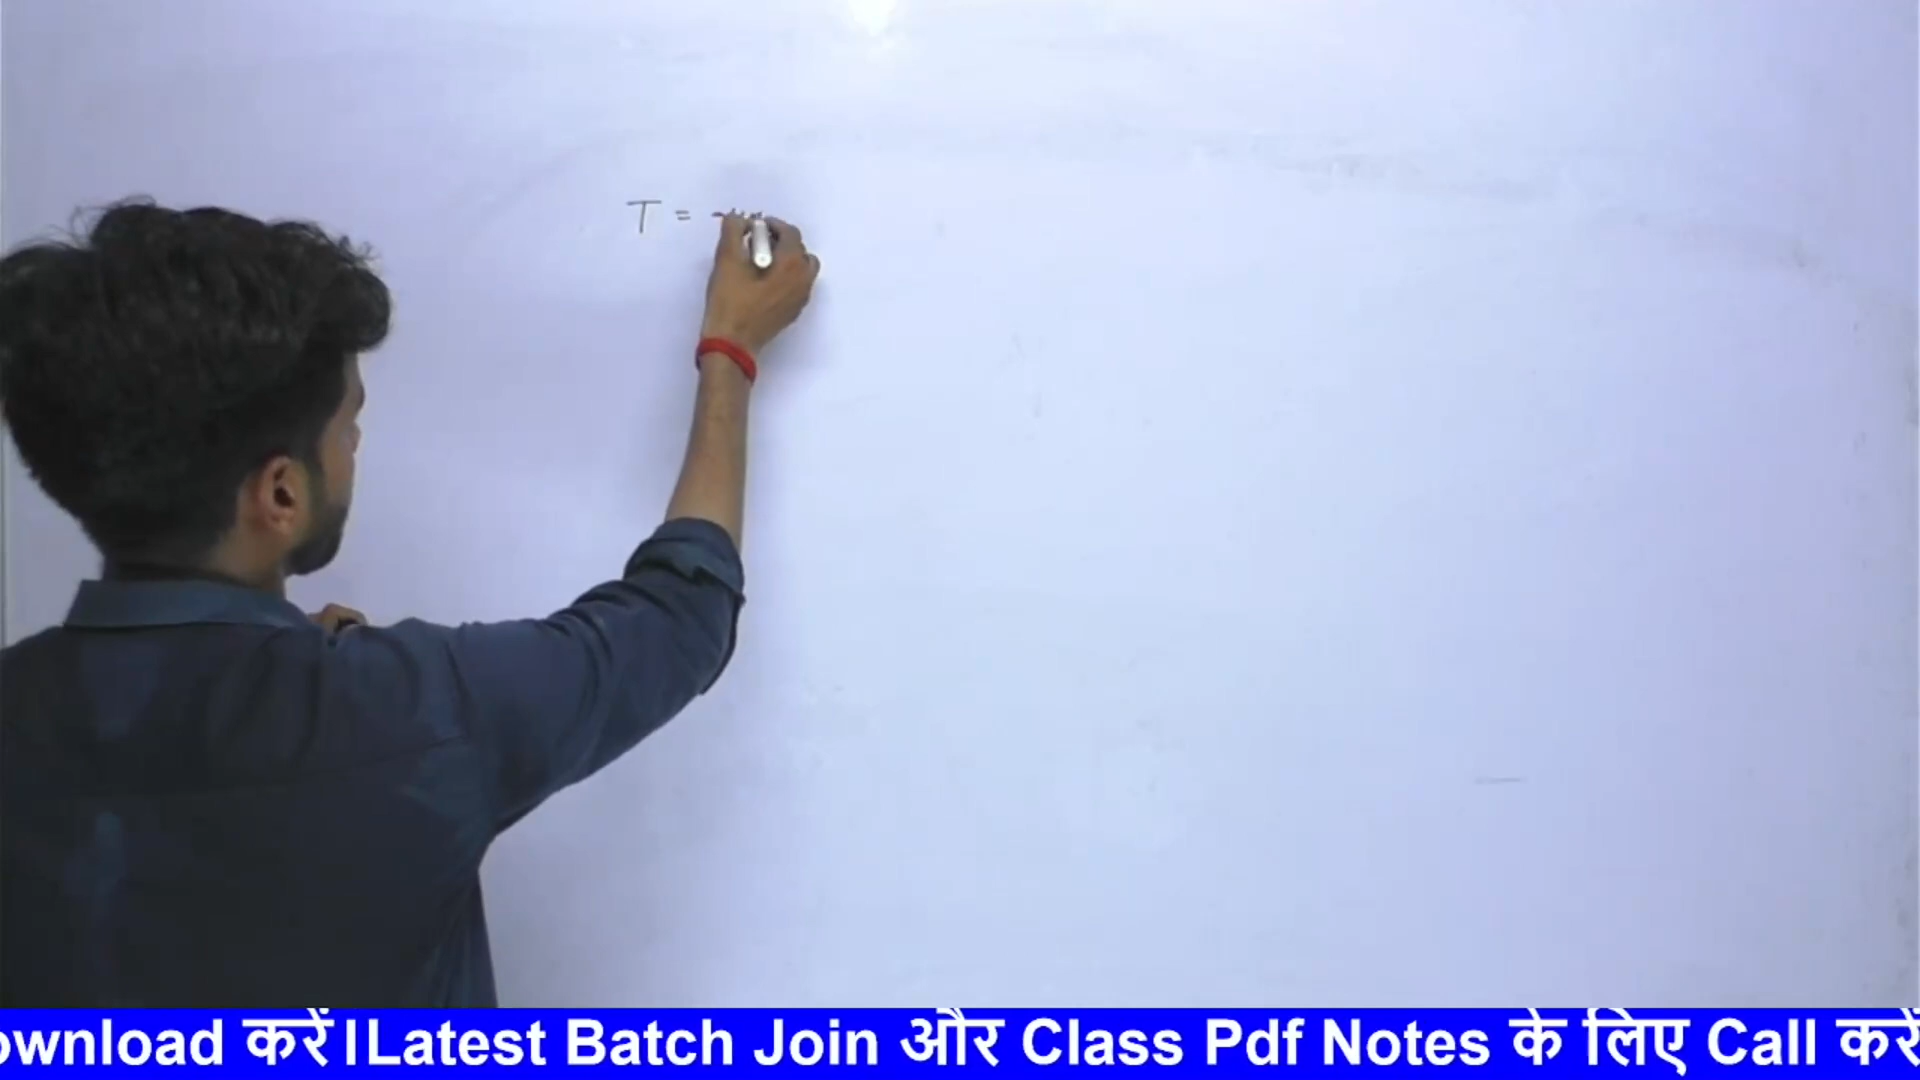 T =
ownload करें।Latest Batch Join और Class Pdf Notes के लिए Call करें